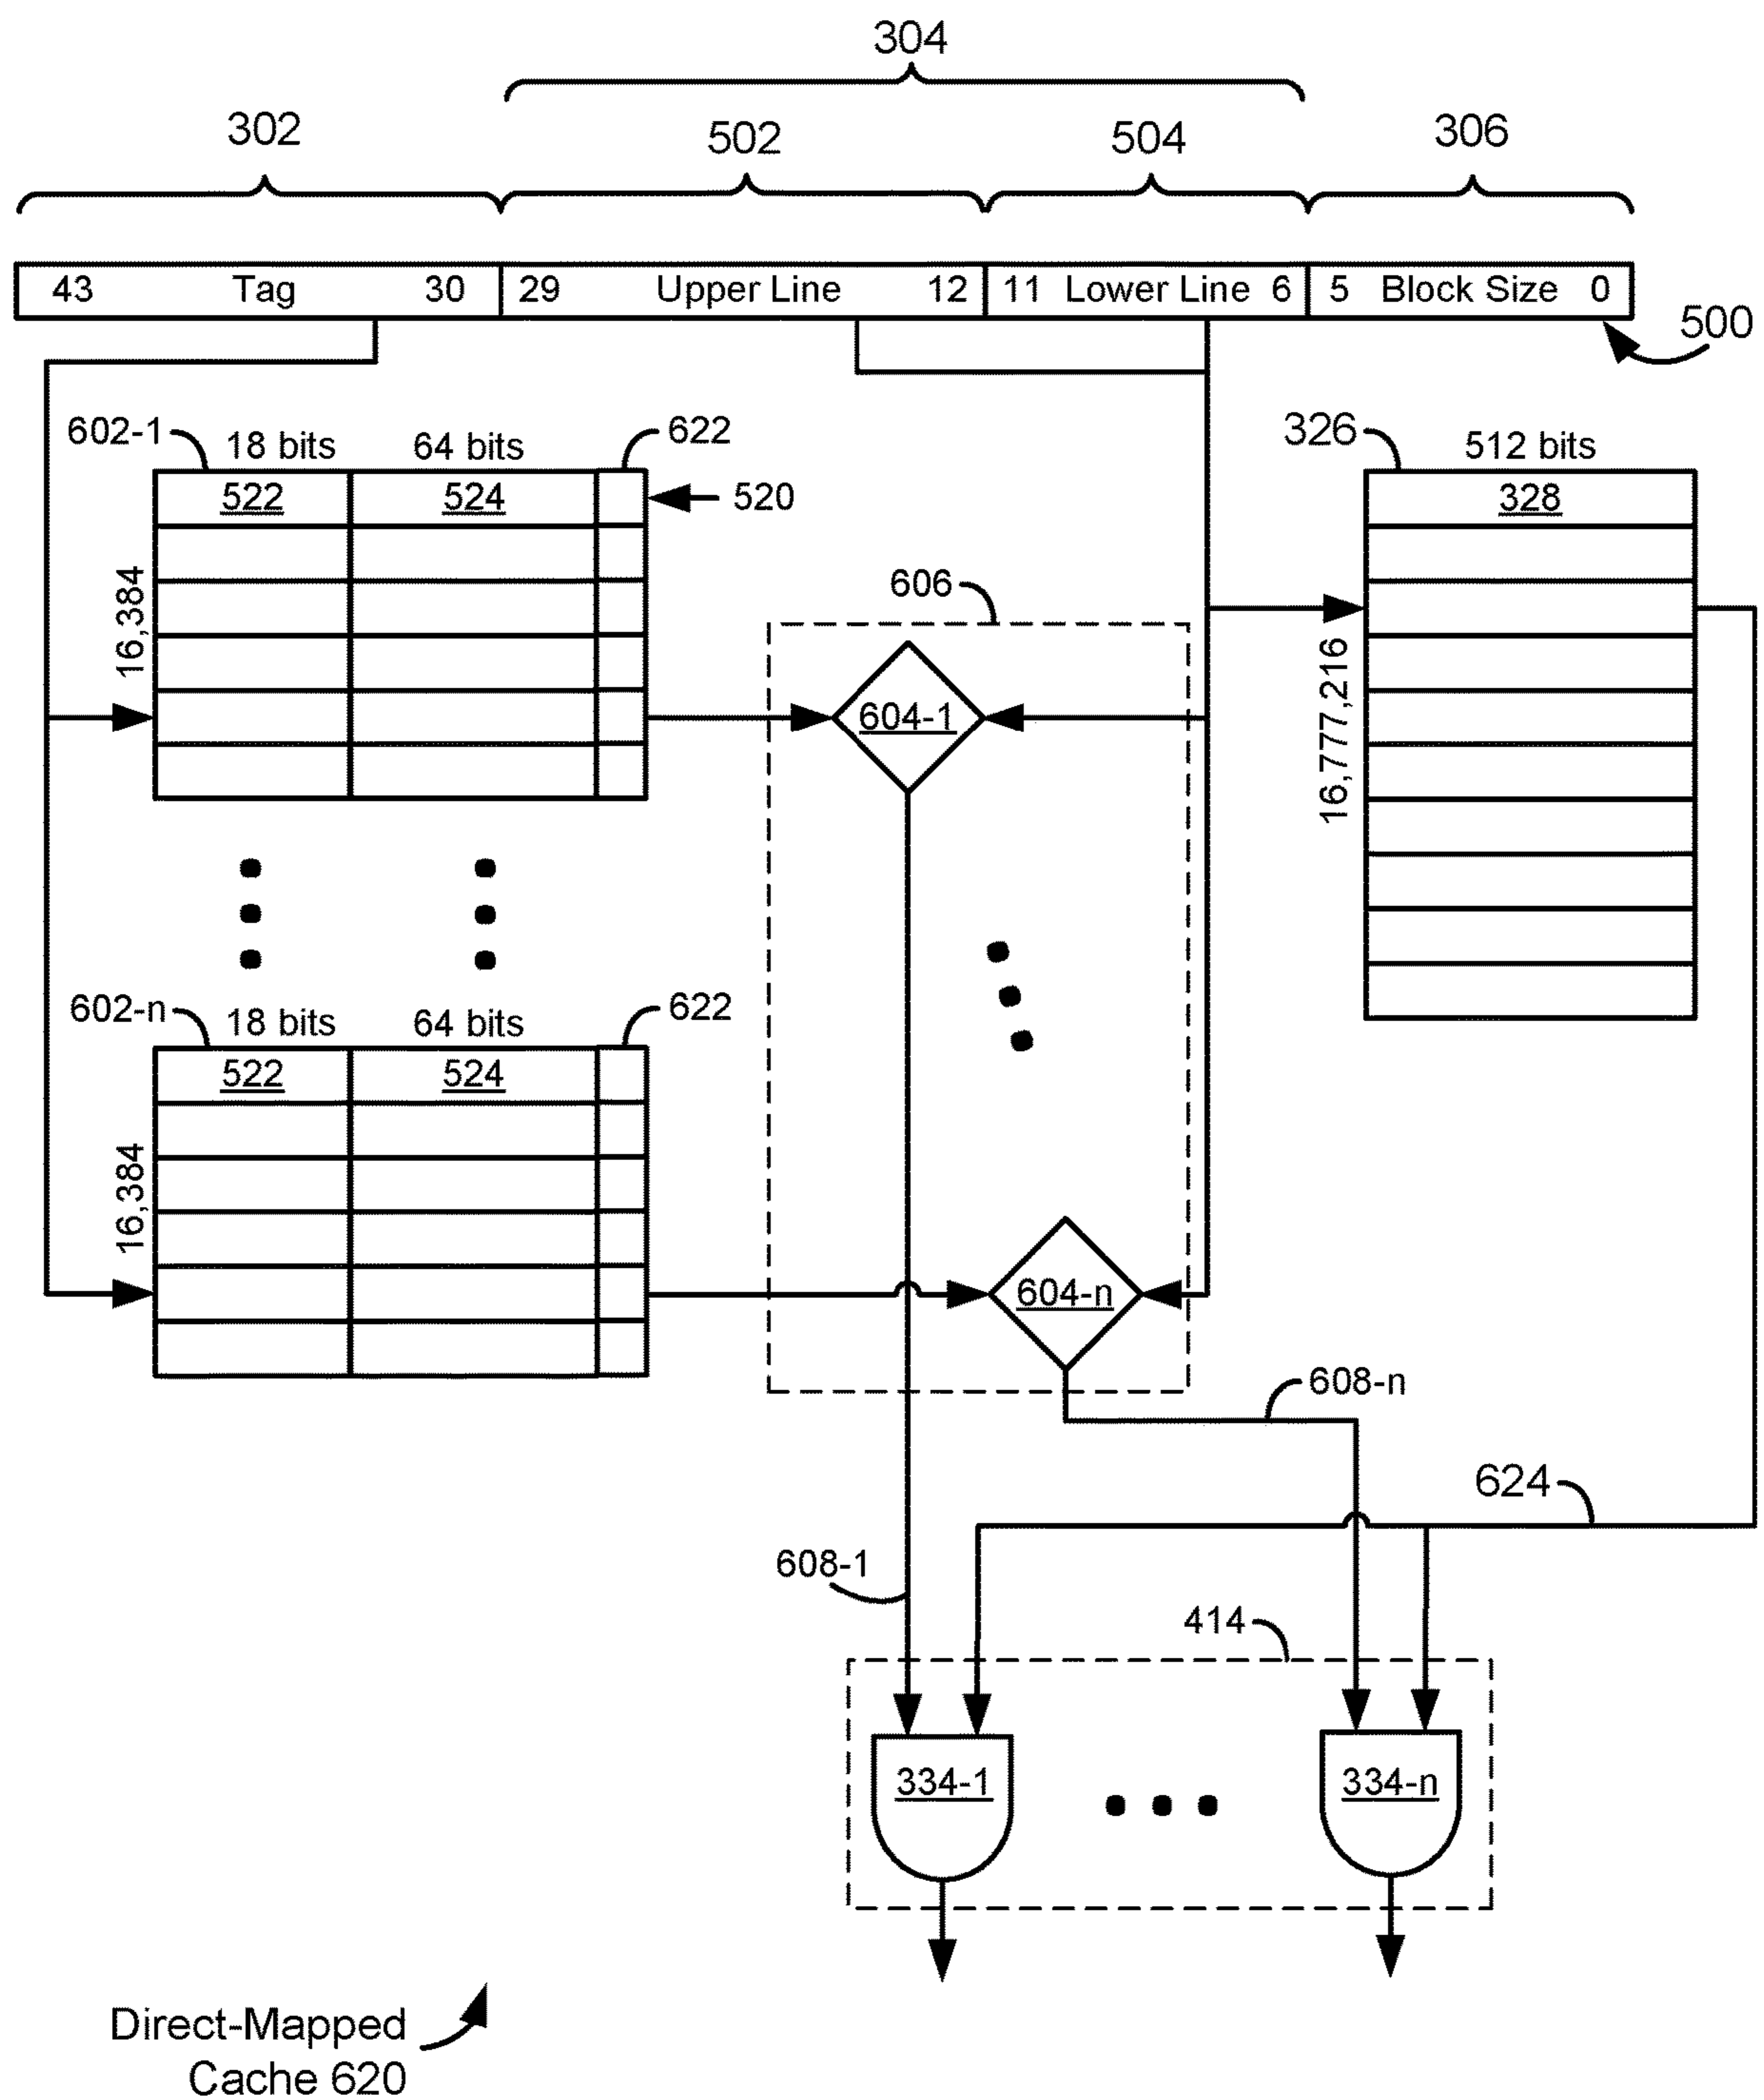 304
302 502 504 306
43 Tag 30 29 Upper Line 12 11 Lower Line 6 5 Block Size 0
500
602-1 18 bits 64 bits 622
326 512 bits
522 524 520
328
16,384
606
604-1
16,777,216
602-n 18 bits 64 bits 622
522 524
16,384
604-n
608-n
624
608-1
414
334-1 334-n
Direct-Mapped
Cache 620